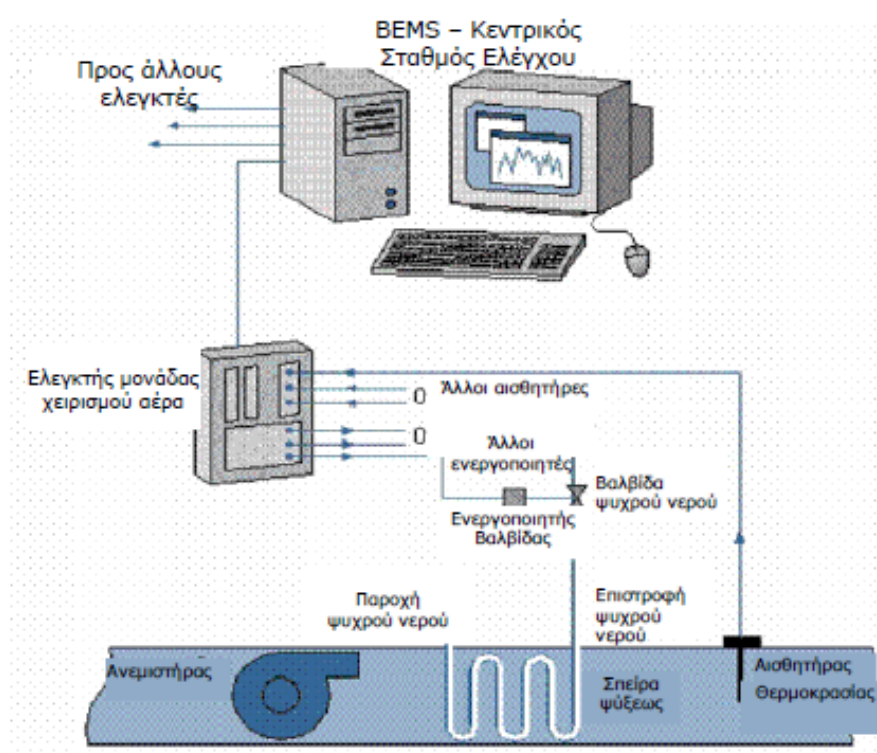 BEMS – Κεντρικός
Σταθμός Ελέγχου
Προς άλλους
ελεγκτές
Ελεγκτής μονάδας
χειρισμού αέρα
Άλλοι αισθητήρες
Άλλοι
ενεργοποιητές
Βαλβίδα
ψυχρού νερού
Ενεργοποιητής
Βαλβίδας
Παροχή
ψυχρού νερού
Επιστροφή
ψυχρού
νερού
Ανεμιστήρας
Σπείρα
ψύξεως
Αισθητήρας
Θερμοκρασίας